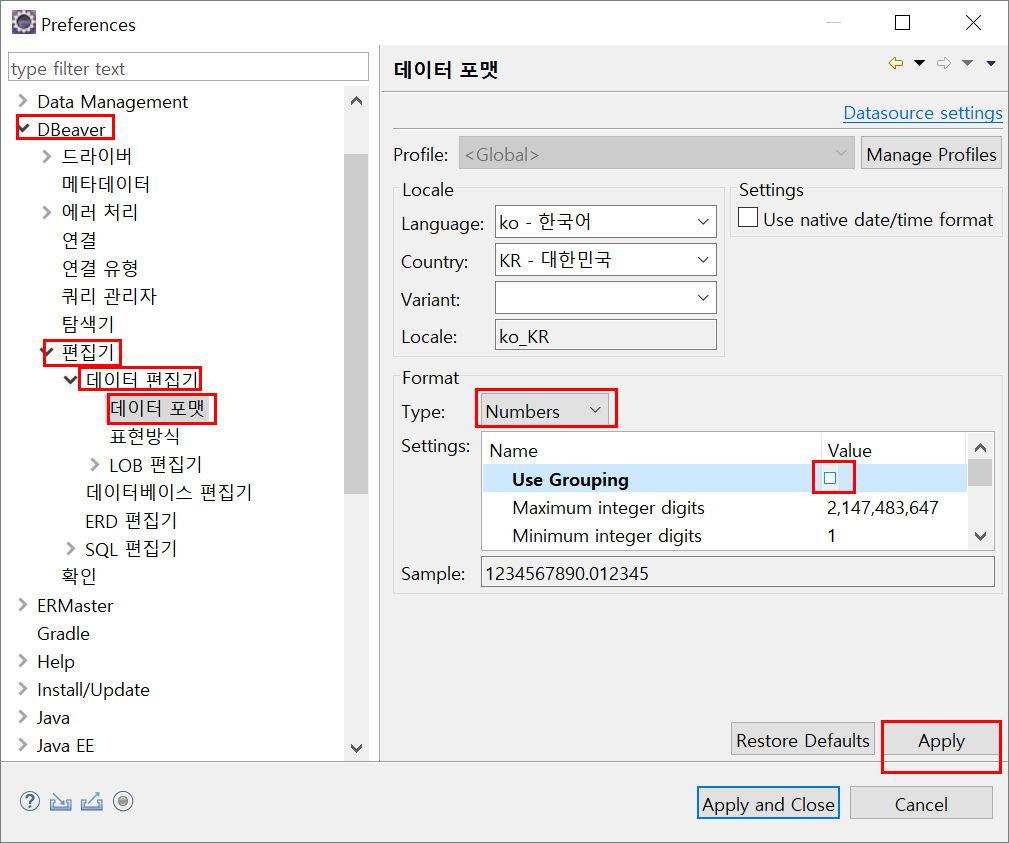 Preferences
type filter text
Data Management
DBeaver
드라이버
메타데이터
에러 처리
연결
연결 유형
쿼리 관리자
탐색기
편집기
데이터 편집기
데이터 포맷
표현방식
LOB 편집기
데이터베이스 편집기
ERD 편집기
SQL 편집기
확인
ERMaster
Gradle
Help
Install/Update
Java
Java EE
데이터 포맷
Datasource settings
Profile: <Global> Manage Profiles
Locale
Language: ko - 한국어
Country: KR - 대한민국
Variant:
Locale: ko_KR
Settings
Use native date/time format
Format
Type: Numbers
Settings: Name Value
Use Grouping
Maximum integer digits 2,147,483,647
Minimum integer digits 1
Sample: 1234567890.012345
Restore Defaults Apply
? Apply and Close Cancel